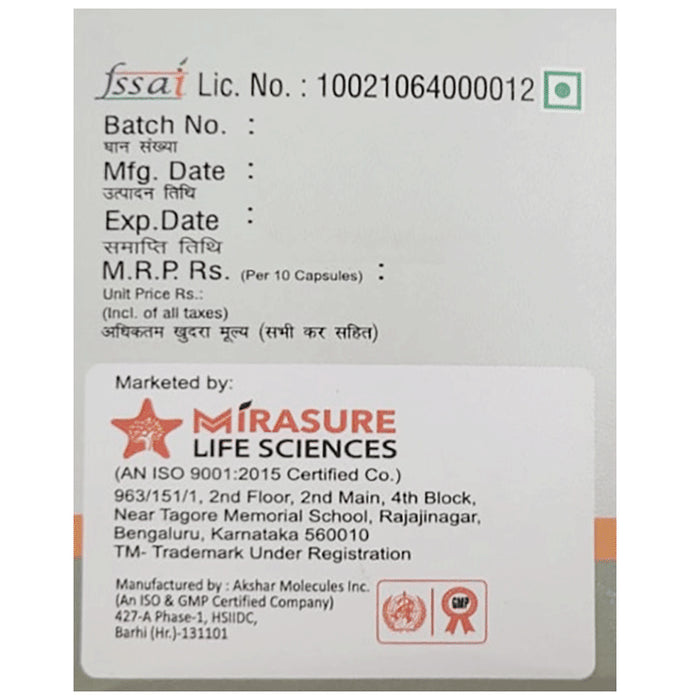 fssai Lic. No. : 10021064000012
Batch No. :
घान संख्या
Mfg. Date :
उत्पादन तिथि
Exp.Date :
समाप्ति तिथि
M.R.P. Rs. (Per 10 Capsules) :
Unit Price Rs.:
(Incl. of all taxes)
अधिकतम खुदरा मूल्य (सभी कर सहित)
Marketed by:
MIRASURE
LIFE SCIENCES
(AN ISO 9001:2015 Certified Co.)
963/151/1, 2nd Floor, 2nd Main, 4th Block,
Near Tagore Memorial School, Rajajinagar,
Bengaluru, Karnataka 560010
TM- Trademark Under Registration
Manufactured by : Akshar Molecules Inc.
(An ISO & GMP Certified Company)
427-A Phase-1, HSIIDC,
Barhi (Hr.)-131101
GMP